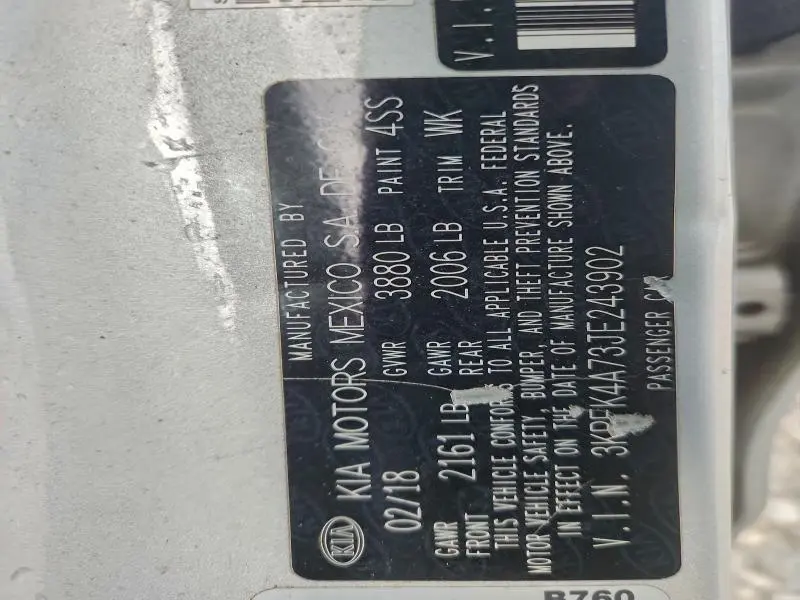 V.I.
MANUFACTURED BY
KIA KIA MOTORS MEXICO S.A. DE
02/18 GVWR 3880 LB PAINT 4SS
GAWR FRONT 2161 LB GAWR REAR 2006 LB TRIM WK
THIS VEHICLE CONFORMS TO ALL APPLICABLE U.S.A. FEDERAL
MOTOR VEHICLE SAFETY, BUMPER, AND THEFT PREVENTION STANDARDS
IN EFFECT ON THE DATE OF MANUFACTURE SHOWN ABOVE.
V.I.N. 3KPFK4A73JE243902
PASSENGER
B760